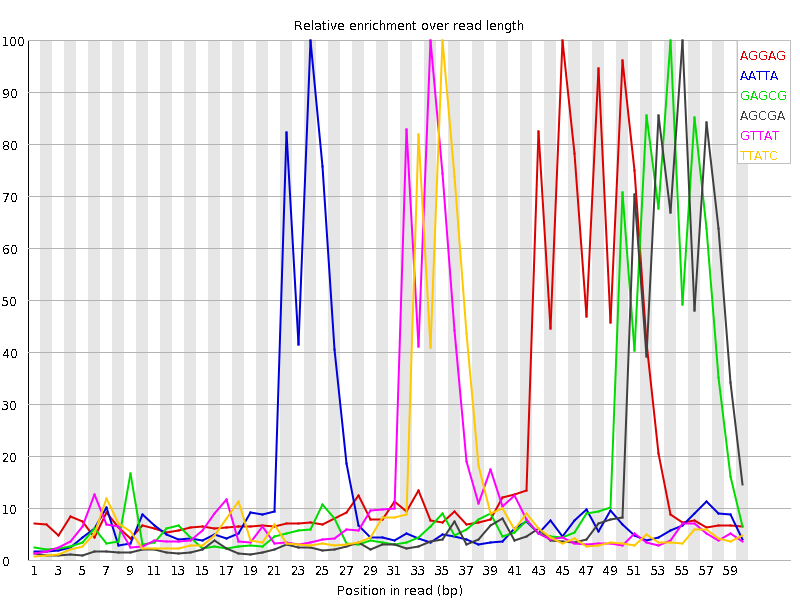 Relative enrichment over read length
100
90
80
70
60
50
40
30
20
10
0
AGGAG
AATTA
GAGCG
AGCGA
GTTAT
TTATC
1 3 5 7 9 11 13 15 17 19 21 23 25 27 29 31 33 35 37 39 41 43 45 47 49 51 53 55 57 59
Position in read (bp)